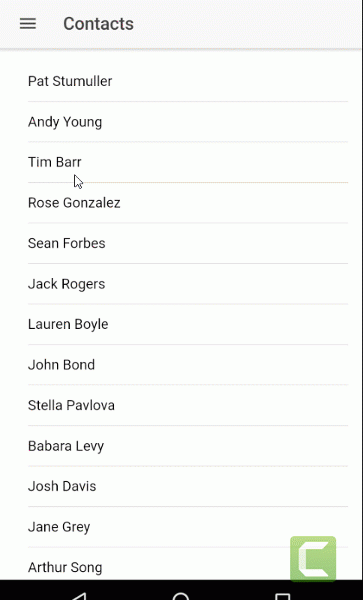 Contacts
Pat Stumuller
Andy Young
Tim Barr
Rose Gonzalez
Sean Forbes
Jack Rogers
Lauren Boyle
John Bond
Stella Pavlova
Babara Levy
Josh Davis
Jane Grey
Arthur Song